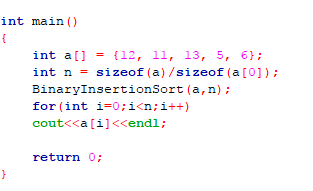 int main()
{
int a[] = {12, 11, 13, 5, 6};
int n = sizeof(a)/sizeof(a[0]);
BinaryInsertionSort(a,n);
for(int i=0;i<n;i++)
cout<<a[i]<<endl;
return 0;
}